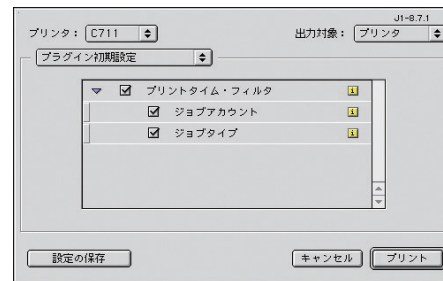 J1-8.7.1
プリンタ： C711 出力対象： プリンタ
プラグイン初期設定
プリントタイム・フィルタ
ジョブアカウント
ジョブタイプ
設定の保存 キャンセル プリント